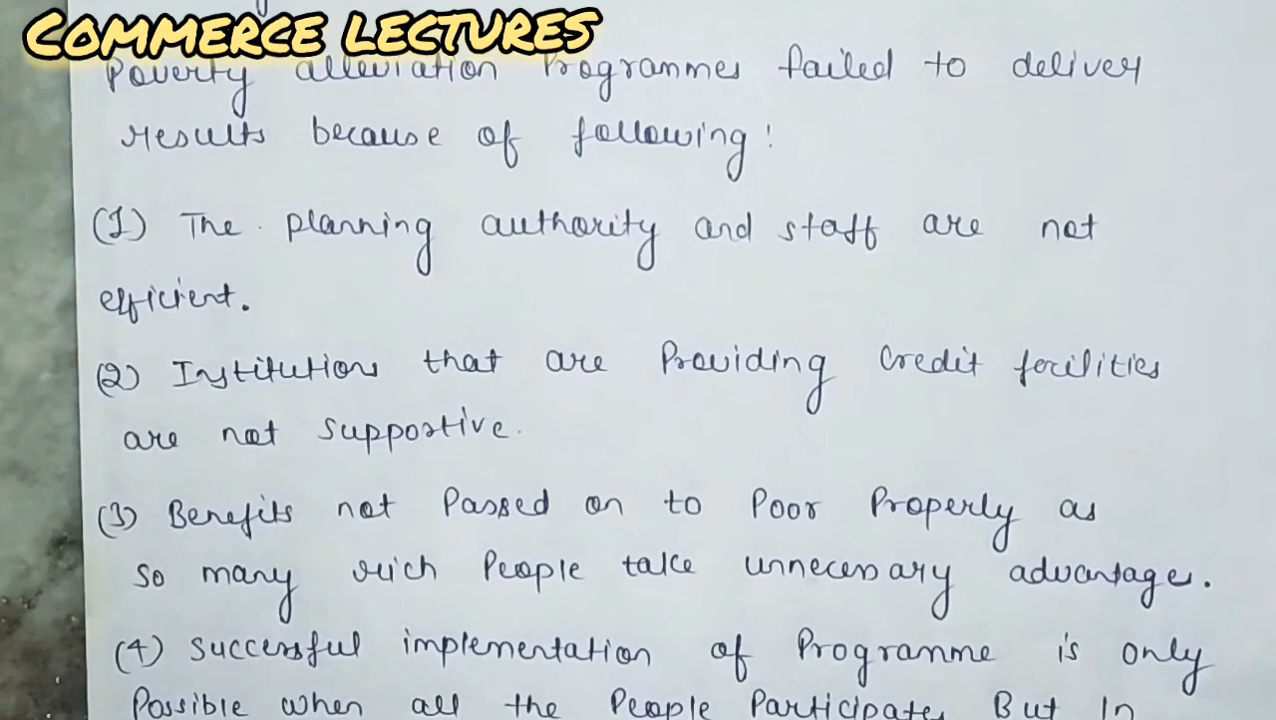 COMMERCE LECTURES
Poverty alleviation Programmes failed to deliver
results because of following:
(1) The planning authority and staff are not
efficient.
(2) Institutions that are Providing Credit facilities
are not supportive.
(3) Benefits not Passed on to Poor Properly as
so many rich People take unnecessary advantages.
(4) Successful implementation of Programme is only
Possible when all the People Participate. But In